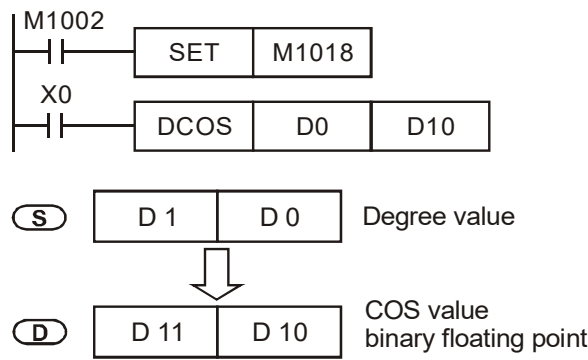 M1002
SET M1018
X0
DCOS D0 D10
S D 1 D 0 Degree value
D D 11 D 10 COS value
binary floating point